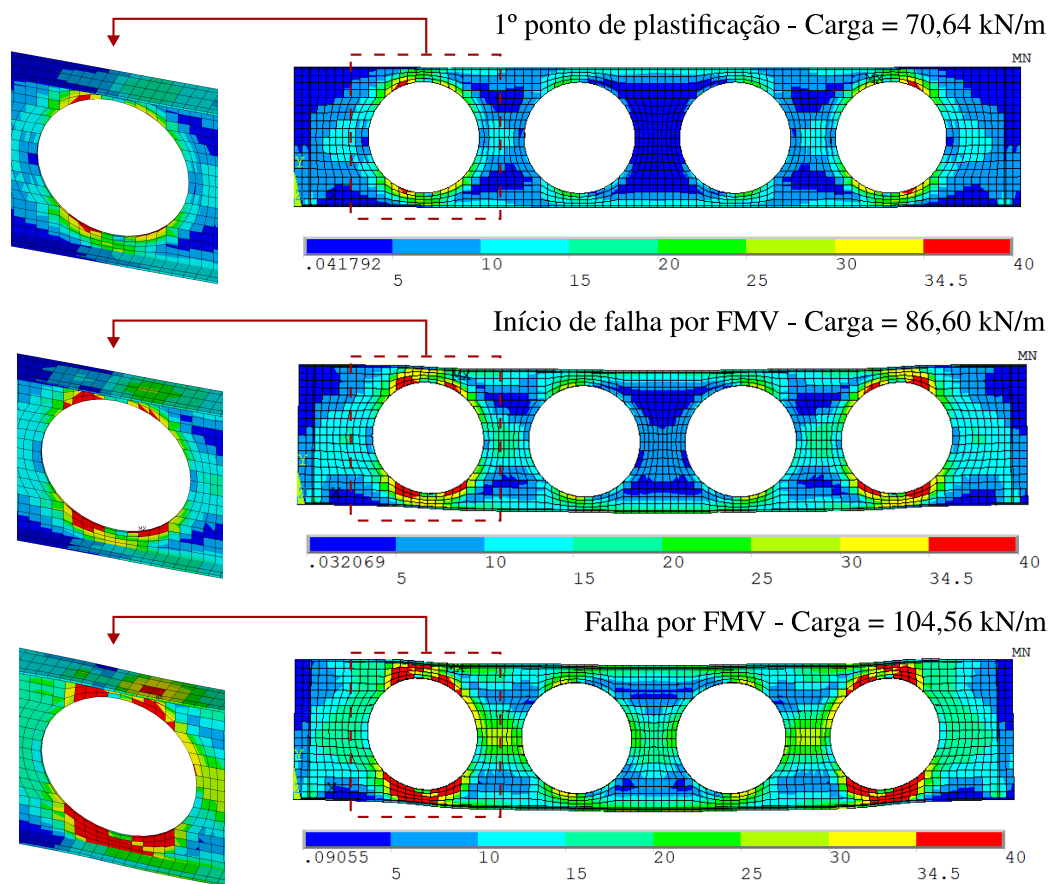 1º ponto de plastificação - Carga = 70,64 kN/m
MN
MX
Y
.041792 5 10 15 20 25 30 34.5 40
Início de falha por FMV - Carga = 86,60 kN/m
MN
MX
Y
MX
.032069 5 10 15 20 25 30 34.5 40
Falha por FMV - Carga = 104,56 kN/m
MN
MX
Y
X
.09055 5 10 15 20 25 30 34.5 40